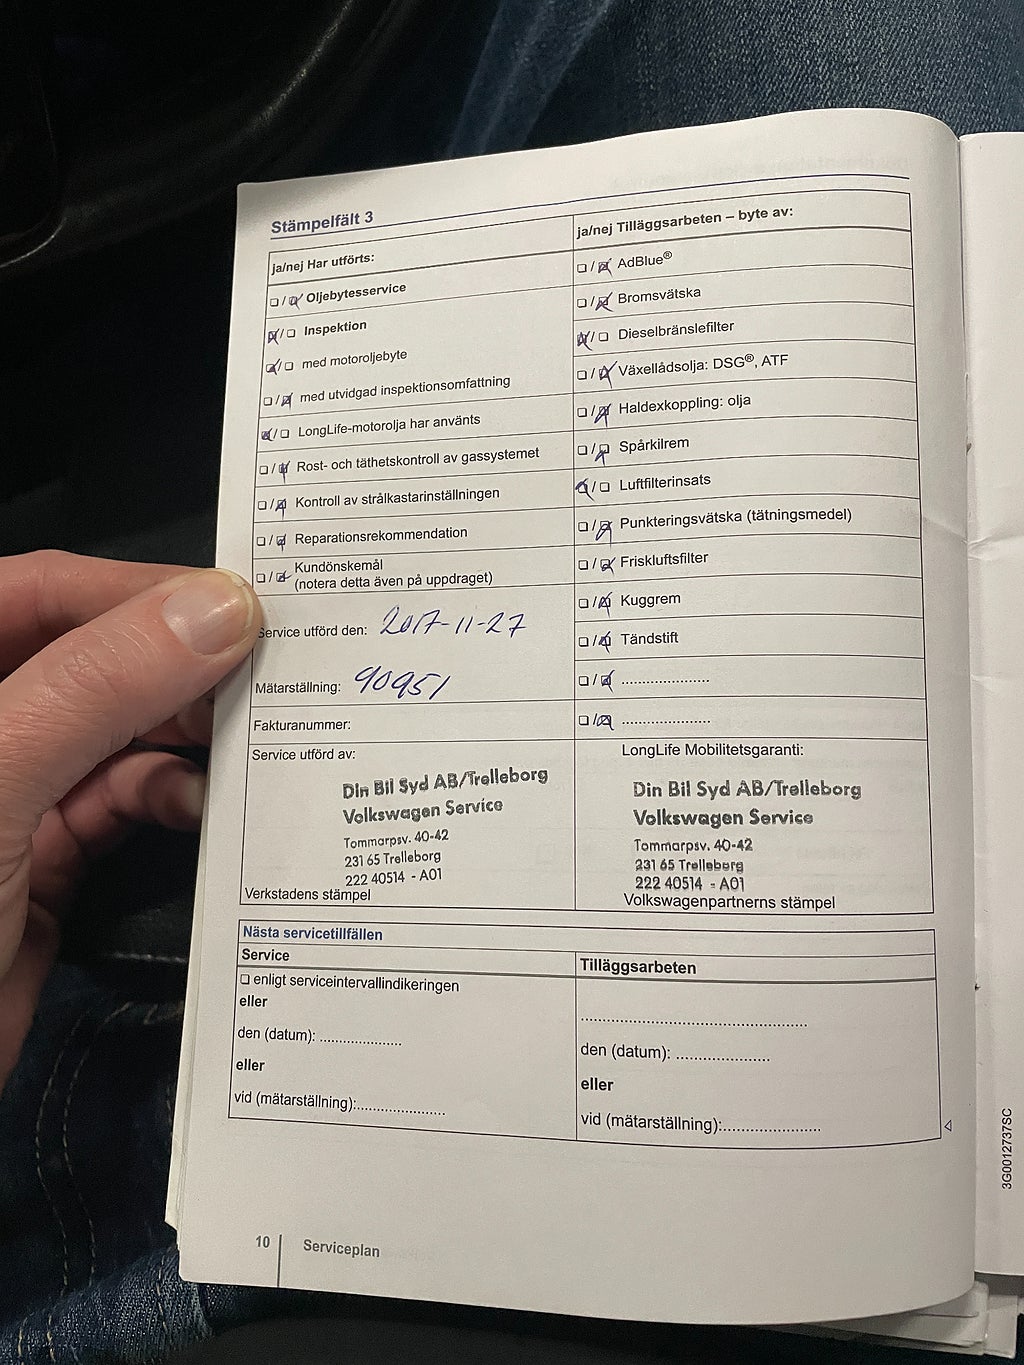 Stämpelfält 3
ja/nej Har utförts:
❏ / ☒ Oljebytesservice
☒ / ❏ Inspektion
☒ / ❏ med motoroljebyte
❏ / ☒ med utvidgad inspektionsomfattning
☒ / ❏ LongLife-motorolja har använts
❏ / ☒ Rost- och täthetskontroll av gassystemet
❏ / ☒ Kontroll av strålkastarinställningen
❏ / ☒ Reparationsrekommendation
❏ / ☒ Kundönskemål
(notera detta även på uppdraget)
Service utförd den: 2017-11-27
Mätarställning: 90951
Fakturanummer:
ja/nej Tilläggsarbeten – byte av:
❏ / ☒ AdBlue®
❏ / ☒ Bromsvätska
☒ / ❏ Dieselbränslefilter
❏ / ☒ Växellådsolja: DSG®, ATF
❏ / ☒ Haldexkoppling: olja
❏ / ☒ Spårkilrem
☒ / ❏ Luftfilterinsats
❏ / ☒ Punkteringsvätska (tätningsmedel)
❏ / ☒ Friskluftsfilter
❏ / ☒ Kuggrem
❏ / ☒ Tändstift
❏ / ☒ .....................
❏ / ☒ .....................
Service utförd av:
Din Bil Syd AB/Trelleborg
Volkswagen Service
Tommarpsv. 40-42
231 65 Trelleborg
222 40514 - A01
Verkstadens stämpel
LongLife Mobilitetsgaranti:
Din Bil Syd AB/Trelleborg
Volkswagen Service
Tommarpsv. 40-42
231 65 Trelleborg
222 40514 - A01
Volkswagenpartnerns stämpel
Nästa servicetillfällen
Service
❏ enligt serviceintervallindikeringen
eller
den (datum): ...................
eller
vid (mätarställning):.....................
Tilläggsarbeten
.....................................................
den (datum): ......................
eller
vid (mätarställning):.......................
10
Serviceplan
3G0012737SC